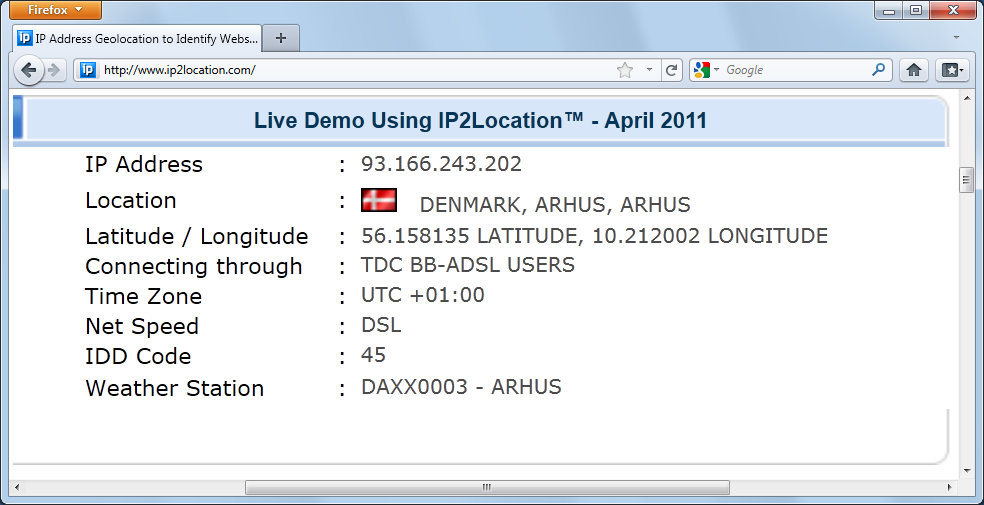 Firefox
ip IP Address Geolocation to Identify Webs...
ip http://www.ip2location.com/ Google
Live Demo Using IP2Location™ - April 2011
IP Address : 93.166.243.202
Location : DENMARK, ARHUS, ARHUS
Latitude / Longitude : 56.158135 LATITUDE, 10.212002 LONGITUDE
Connecting through : TDC BB-ADSL USERS
Time Zone : UTC +01:00
Net Speed : DSL
IDD Code : 45
Weather Station : DAXX0003 - ARHUS